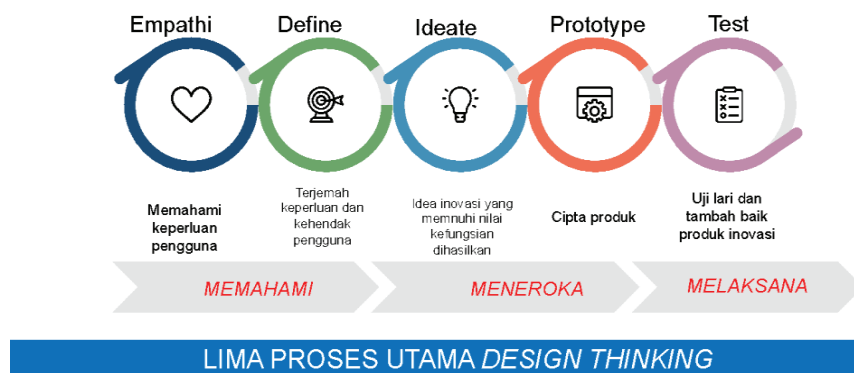 Empathi
Define
Ideate
Prototype
Test
Memahami
keperluan
pengguna
Terjemah
keperluan dan
kehendak
pengguna
Idea inovasi yang
memnuhi nilai
kefungsian
dihasilkan
Cipta produk
Uji lari dan
tambah baik
produk inovasi
MEMAHAMI
MENEROKA
MELAKSANA
LIMA PROSES UTAMA DESIGN THINKING